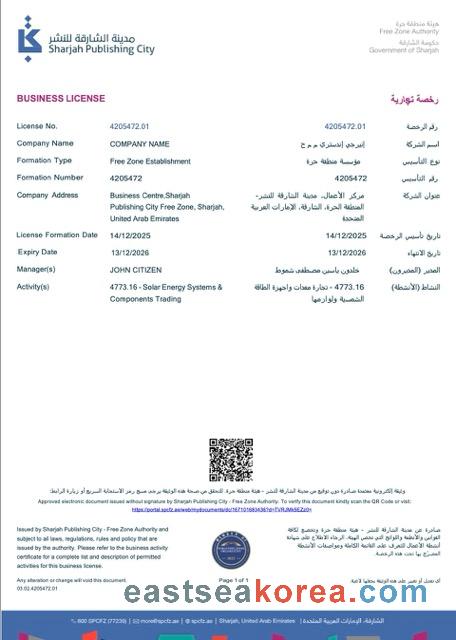 مدينة الشارقة للنشر
Sharjah Publishing City
هيئة منطقة حرة
Free Zone Authority
حكومة الشارقة
Government of Sharjah
BUSINESS LICENSE
رخصة تجارية
License No. 4205472.01 4205472.01 رقم الرخصة
Company Name COMPANY NAME إنيرجي إندستري م م ح اسم الشركة
Formation Type Free Zone Establishment مؤسسة منطقة حرة نوع التأسيس
Formation Number 4205472 4205472 رقم التأسيس
Company Address Business Centre,Sharjah مركز الأعمال، مدينة الشارقة للنشر- عنوان الشركة
Publishing City Free Zone, Sharjah, المنطقة الحرة، الشارقة، الإمارات العربية
United Arab Emirates المتحدة
License Formation Date 14/12/2025 14/12/2025 تاريخ تأسيس الرخصة
Expiry Date 13/12/2026 13/12/2026 تاريخ الانتهاء
Manager(s) JOHN CITIZEN خلدون ياسين مصطفى شموط المدير (المديرون)
Activity(s) 4773.16 - Solar Energy Systems & 4773.16 - تجارة معدات واجهزة الطاقة النشاط (الأنشطة)
Components Trading الشمسية ولوازمها
وثيقة إلكترونية معتمدة صادرة دون توقيع من مدينة الشارقة للنشر - هيئة منطقة حرة. للتحقق من صحة هذه الوثيقة يرجى مسح رمز الاستجابة السريع أو زيارة الرابط:
Approved electronic document issued without signature by Sharjah Publishing City - Free Zone Authority. To verify this document kindly scan the QR Code or visit:
Issued by Sharjah Publishing City - Free Zone Authority and
subject to all laws, regulations, rules and policy that are
issued by the authority. Please refer to the business activity
certificate for a complete list and description of permitted
activities for this business license.
صادرة عن مدينة الشارقة للنشر - هيئة منطقة حرة وتخضع لكافة
القوانين والأنظمة واللوائح التي تخص الهيئة. الرجاء الاطلاع على شهادة
أنشطة الأعمال للتعرف على القائمة الكاملة ومواصفات الأنشطة
المصرّح بها تحت هذه الرخصة.
Any alteration or change will void this document.
03.02.4205472.01
Page 1 of 1
أي تعديل أو تغيير على هذه الوثيقة يجعلها لاغية.
eastseakorea.com
600 SPCFZ (77239) | more@spcfz.ae | spcfz.ae | Sharjah, United Arab Emirates | الشارقة، الإمارات العربية المتحدة